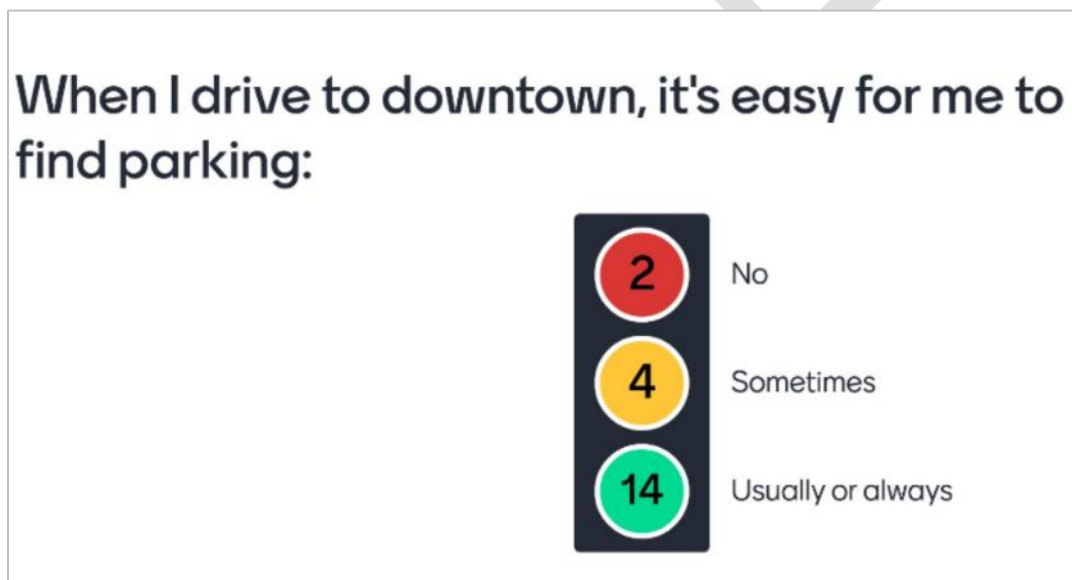 When I drive to downtown, it's easy for me to
find parking:
2 No
4 Sometimes
14 Usually or always